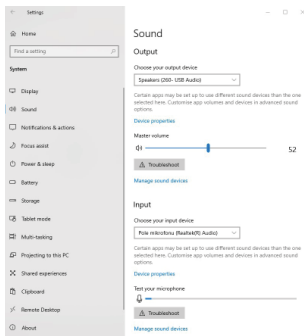 Settings
Home
Find a setting
System
Display
Sound
Notifications & actions
Focus assist
Power & sleep
Battery
Storage
Tablet mode
Multi-tasking
Projecting to this PC
Shared experiences
Clipboard
Remote Desktop
About
Sound
Output
Choose your output device
Speakers (260- USB Audio)
Certain apps may be set up to use different sound devices than the one
selected here. Customise app volumes and devices in advanced sound
options.
Device properties
Master volume
52
Troubleshoot
Manage sound devices
Input
Choose your input device
Pole mikrofonu (Realtek(R) Audio)
Certain apps may be set up to use different sound devices than the one
selected here. Customise app volumes and devices in advanced sound
options.
Device properties
Test your microphone
Troubleshoot
Manage sound devices